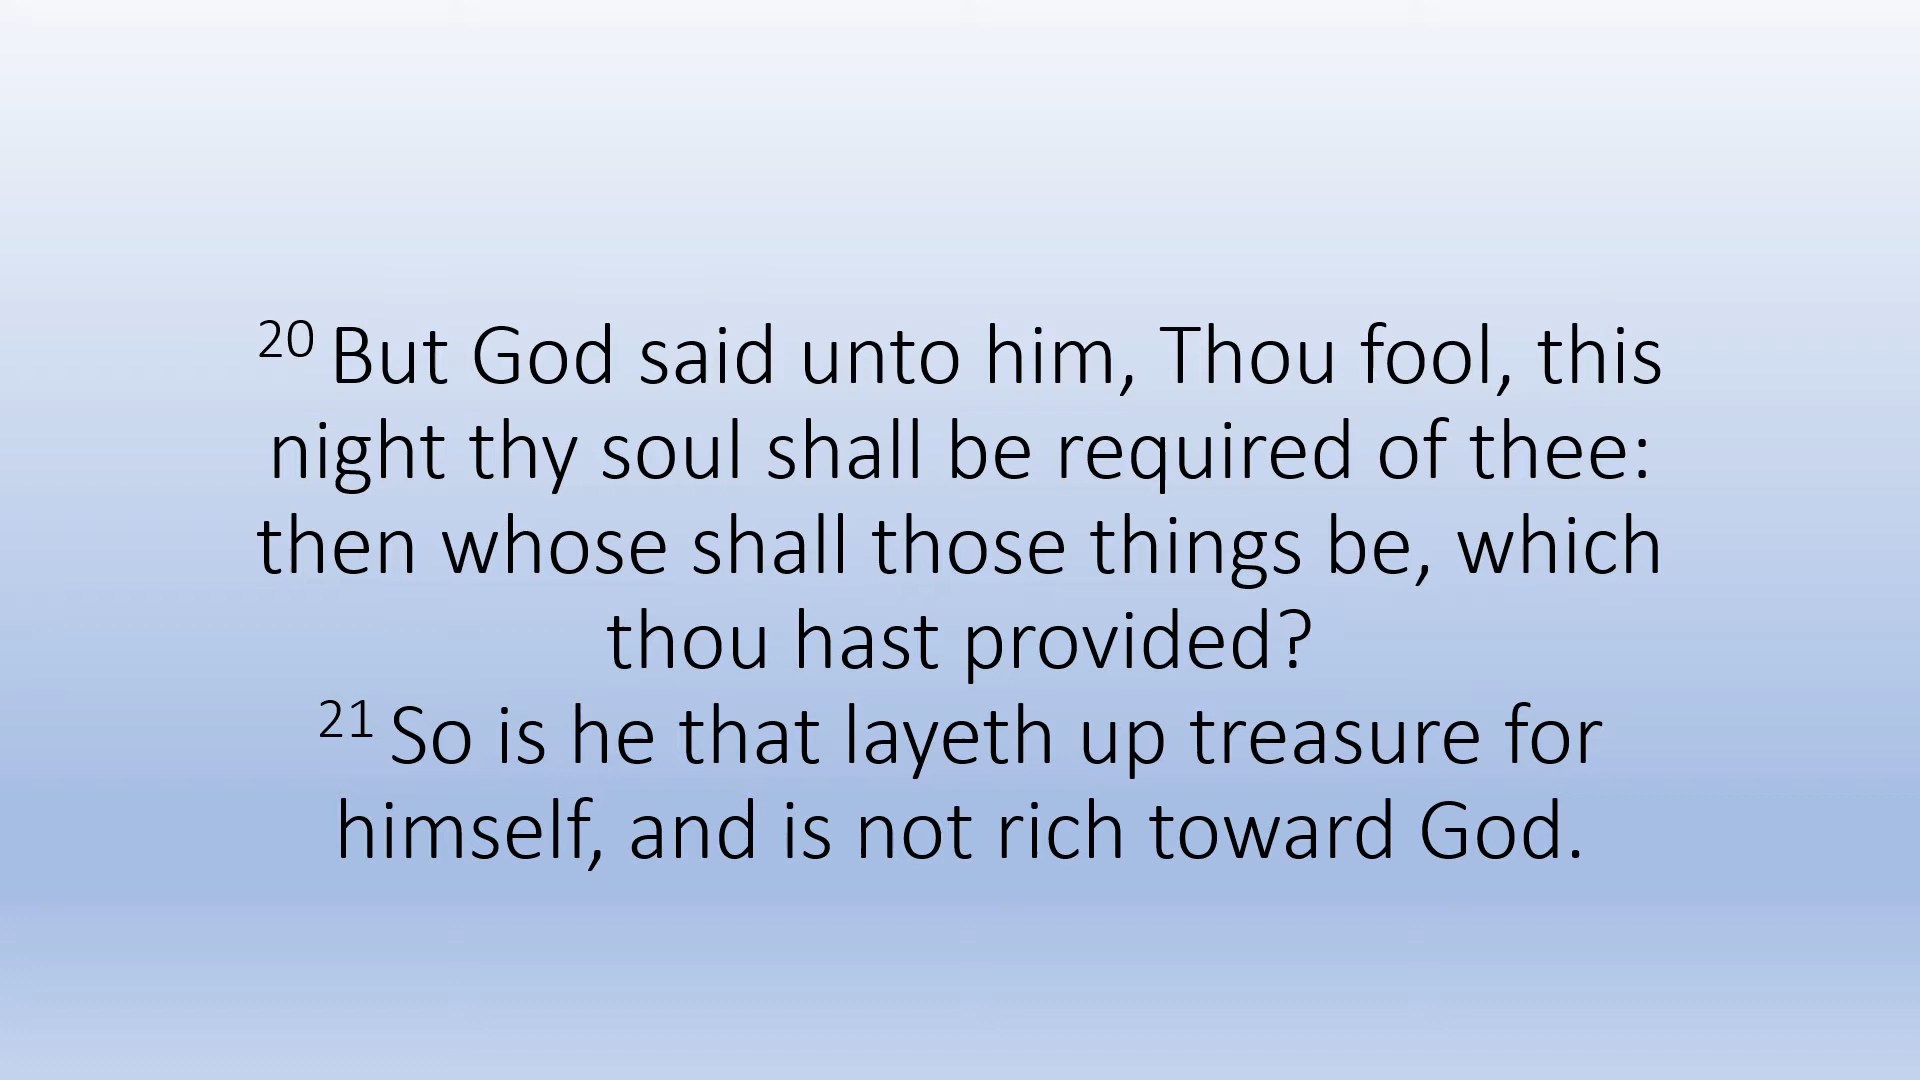 20 But God said unto him, Thou fool, this
night thy soul shall be required of thee:
then whose shall those things be, which
thou hast provided?
21 So is he that layeth up treasure for
himself, and is not rich toward God.